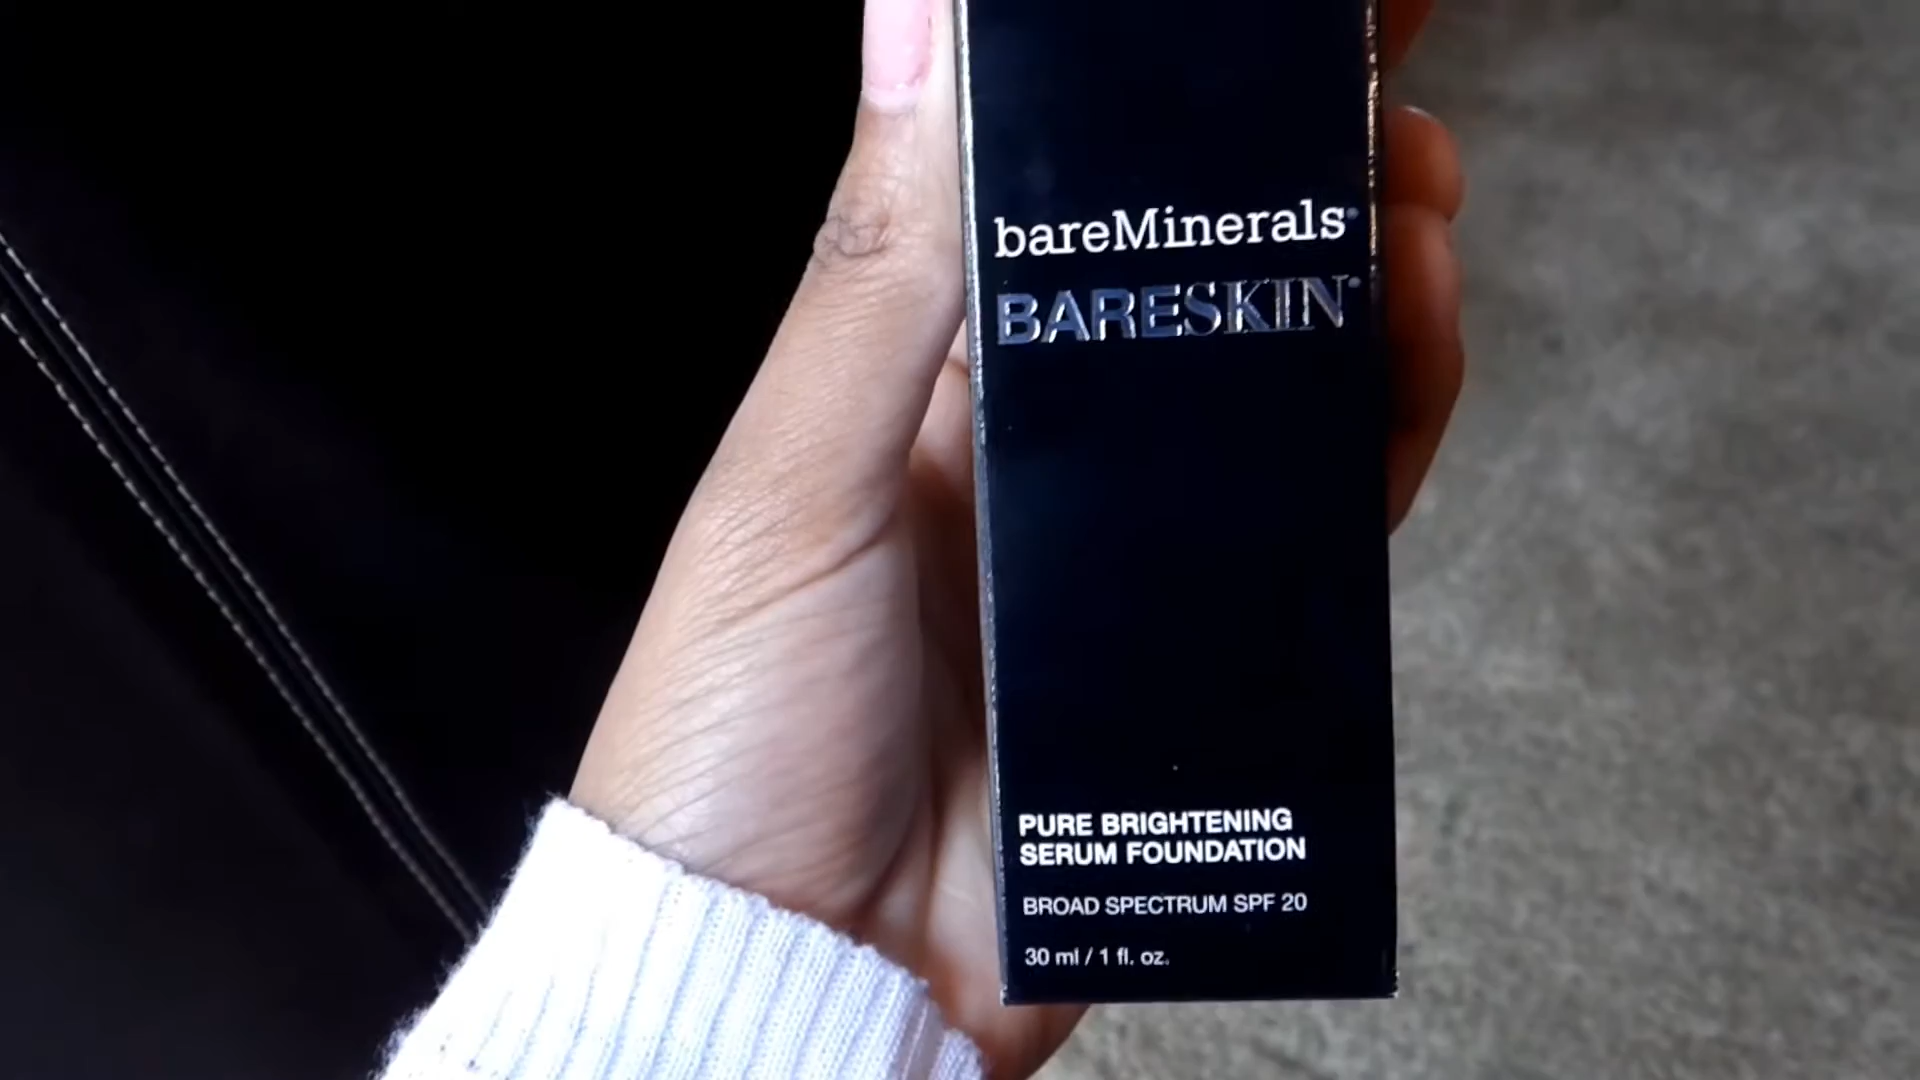 bareMinerals®
BARESKIN®
PURE BRIGHTENING
SERUM FOUNDATION
BROAD SPECTRUM SPF 20
30 ml / 1 fl. oz.